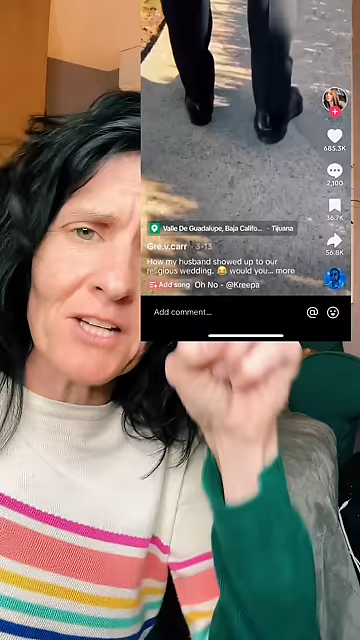 685.3K
2,100
36.7K
56.8K
Valle De Guadalupe, Baja Califo... · Tijuana
Gre.v.carr · 3-13
How my husband showed up to our
religious wedding. 😂 would you... more
Add song Oh No - @Kreepa
Add comment...